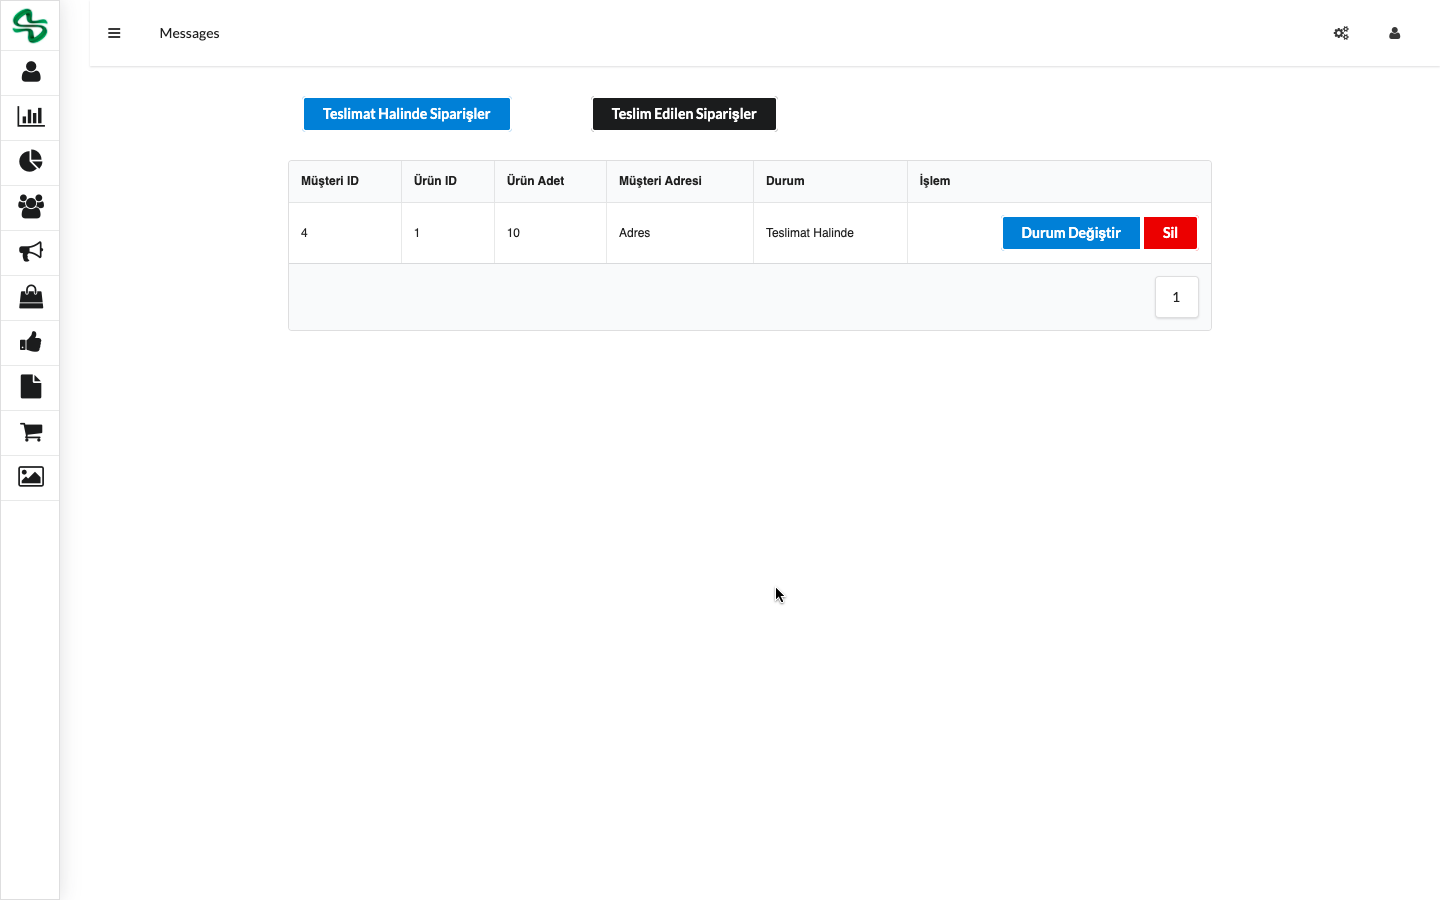 Messages
Teslimat Halinde Siparişler
Teslim Edilen Siparişler
Müşteri ID Ürün ID Ürün Adet Müşteri Adresi Durum İşlem
4 1 10 Adres Teslimat Halinde Durum Değiştir Sil
1